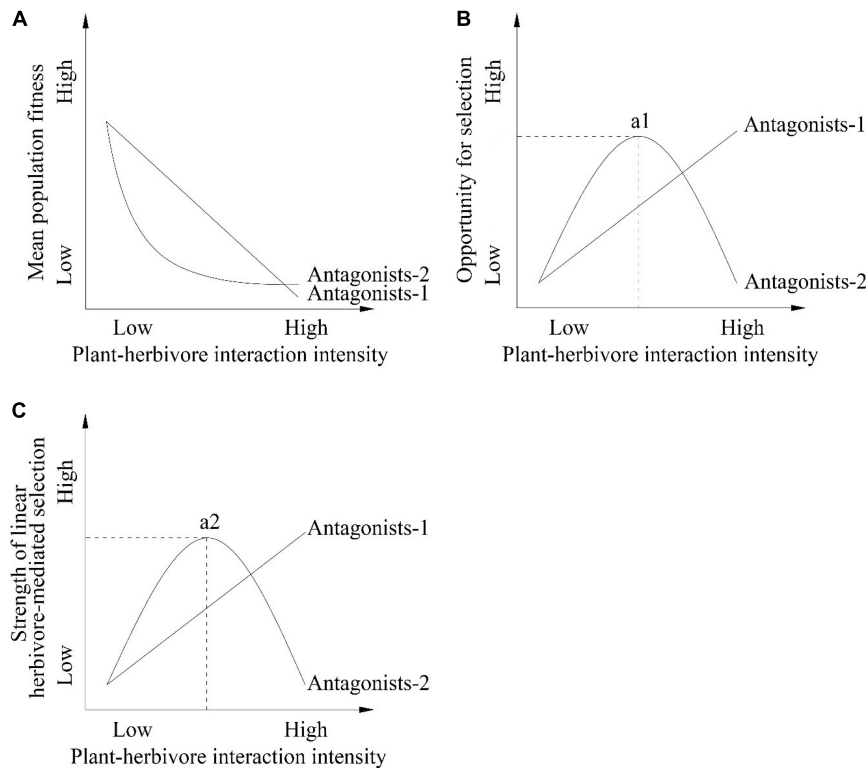 A
Mean population fitness
High
Low
Antagonists-2
Antagonists-1
Low High
Plant-herbivore interaction intensity
B
Opportunity for selection
High
Low
a1
Antagonists-1
Antagonists-2
Low High
Plant-herbivore interaction intensity
C
Strength of linear
herbivore-mediated selection
High
Low
a2
Antagonists-1
Antagonists-2
Low High
Plant-herbivore interaction intensity